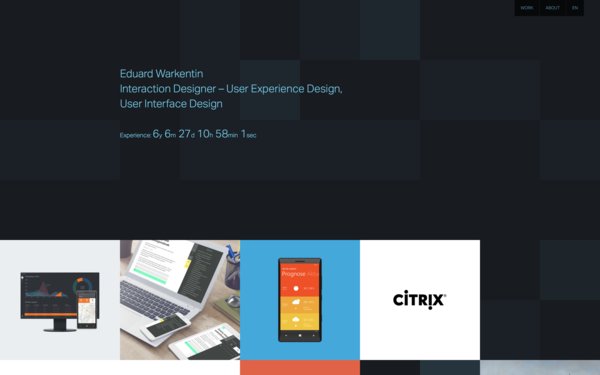 WORK ABOUT EN
Eduard Warkentin
Interaction Designer – User Experience Design,
User Interface Design
Experience: 6y 6m 27d 10h 58min 1sec
Prognose Aktiv
CITRIX®